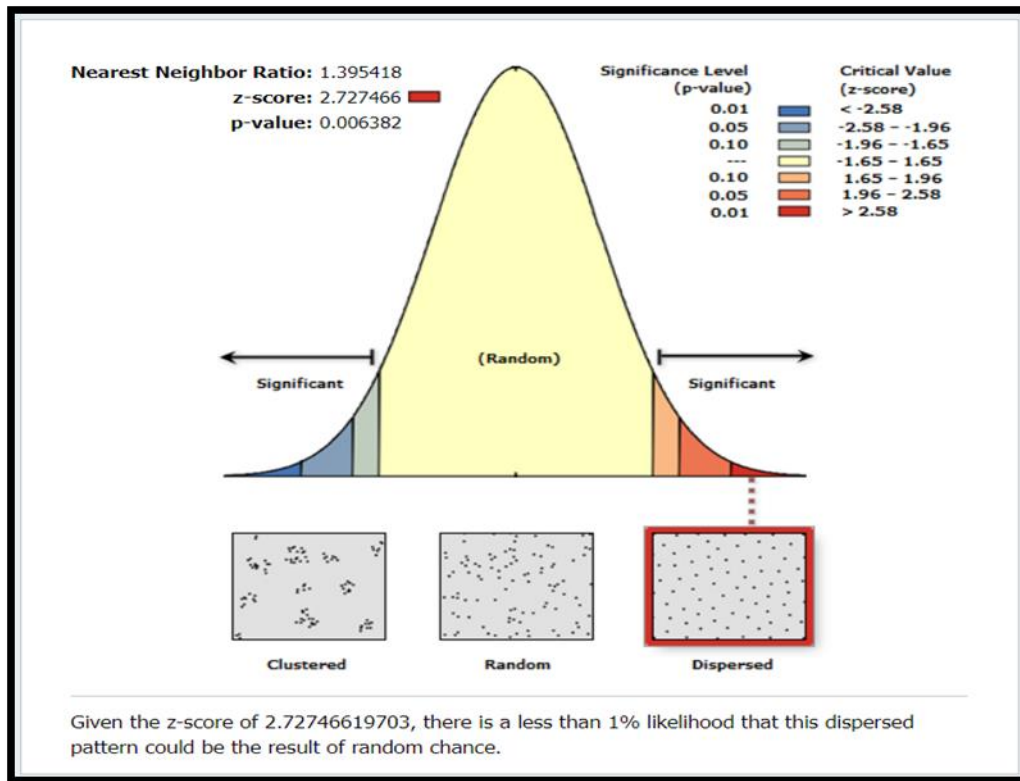 Nearest Neighbor Ratio: 1.395418
z-score: 2.727466
p-value: 0.006382
Significance Level
(p-value)
Critical Value
(z-score)
0.01 < -2.58
0.05 -2.58 – -1.96
0.10 -1.96 – -1.65
--- -1.65 – 1.65
0.10 1.65 – 1.96
0.05 1.96 – 2.58
0.01 > 2.58
Significant
(Random)
Significant
Clustered
Random
Dispersed
Given the z-score of 2.72746619703, there is a less than 1% likelihood that this dispersed
pattern could be the result of random chance.